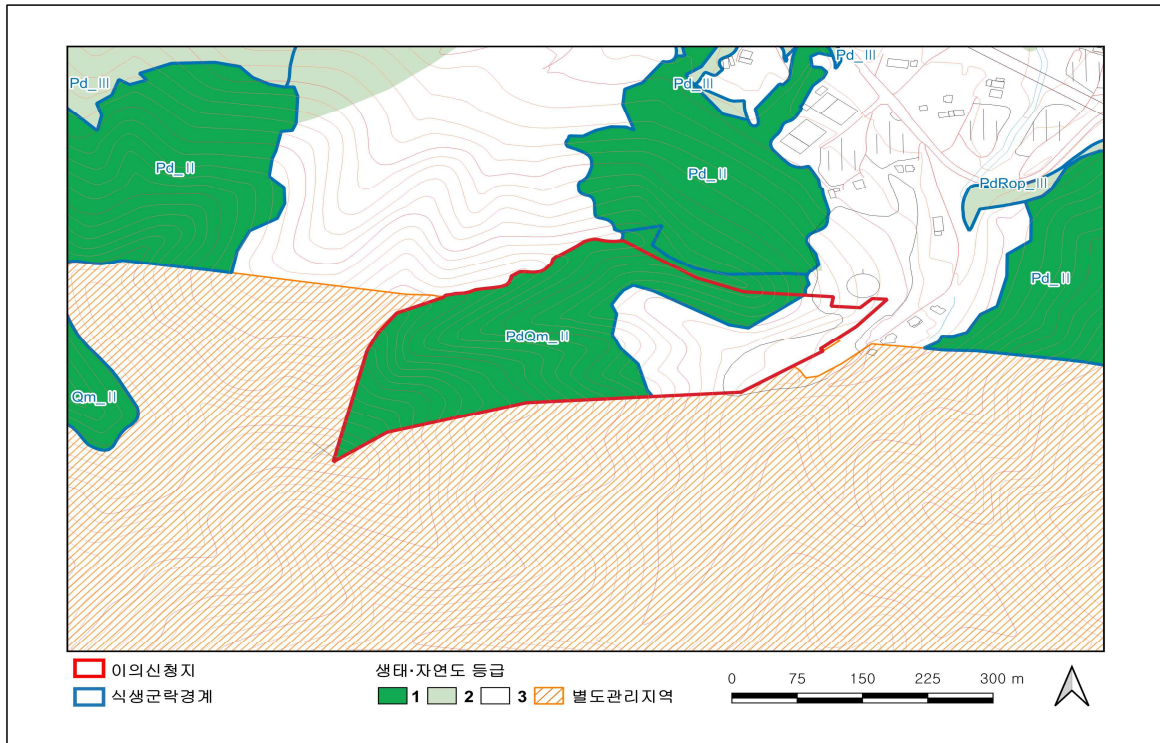 Pd_III
Pd_III
Pd_III
Pd_II
Pd_II
PdRop_III
Pd_II
PdQm_II
Qm_II
이의신청지
식생군락경계
생태·자연도 등급
1 2 3 별도관리지역
0 75 150 225 300 m